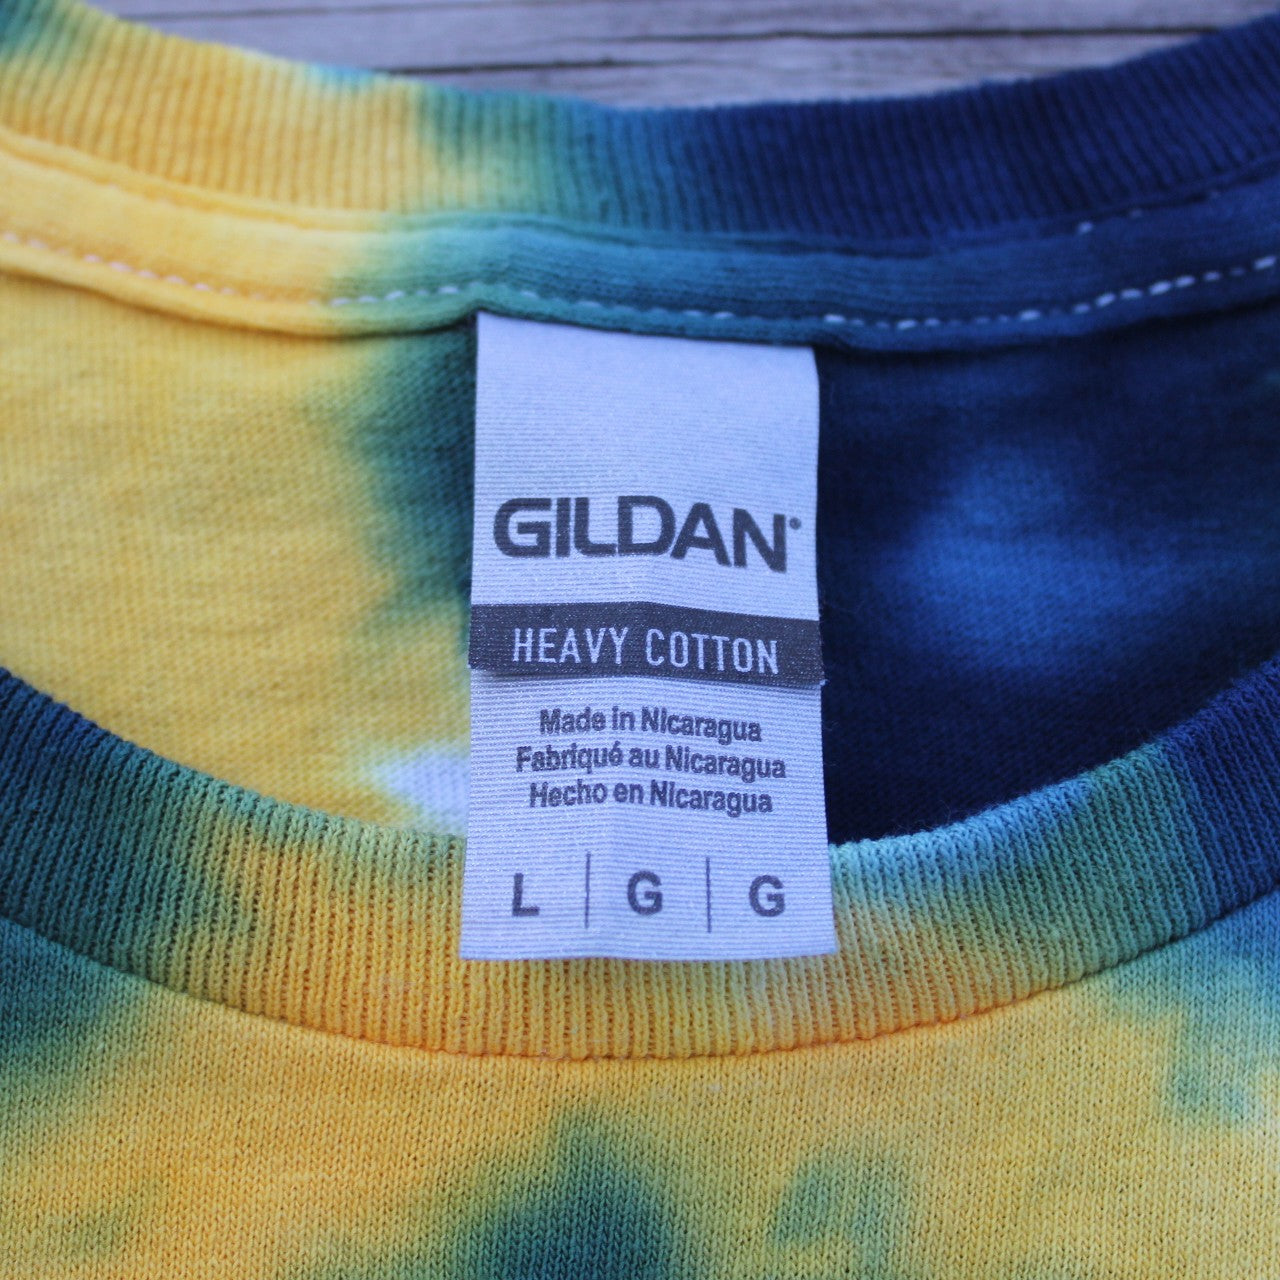 GILDAN®
HEAVY COTTON
Made in Nicaragua
Fabriqué au Nicaragua
Hecho en Nicaragua
L | G | G